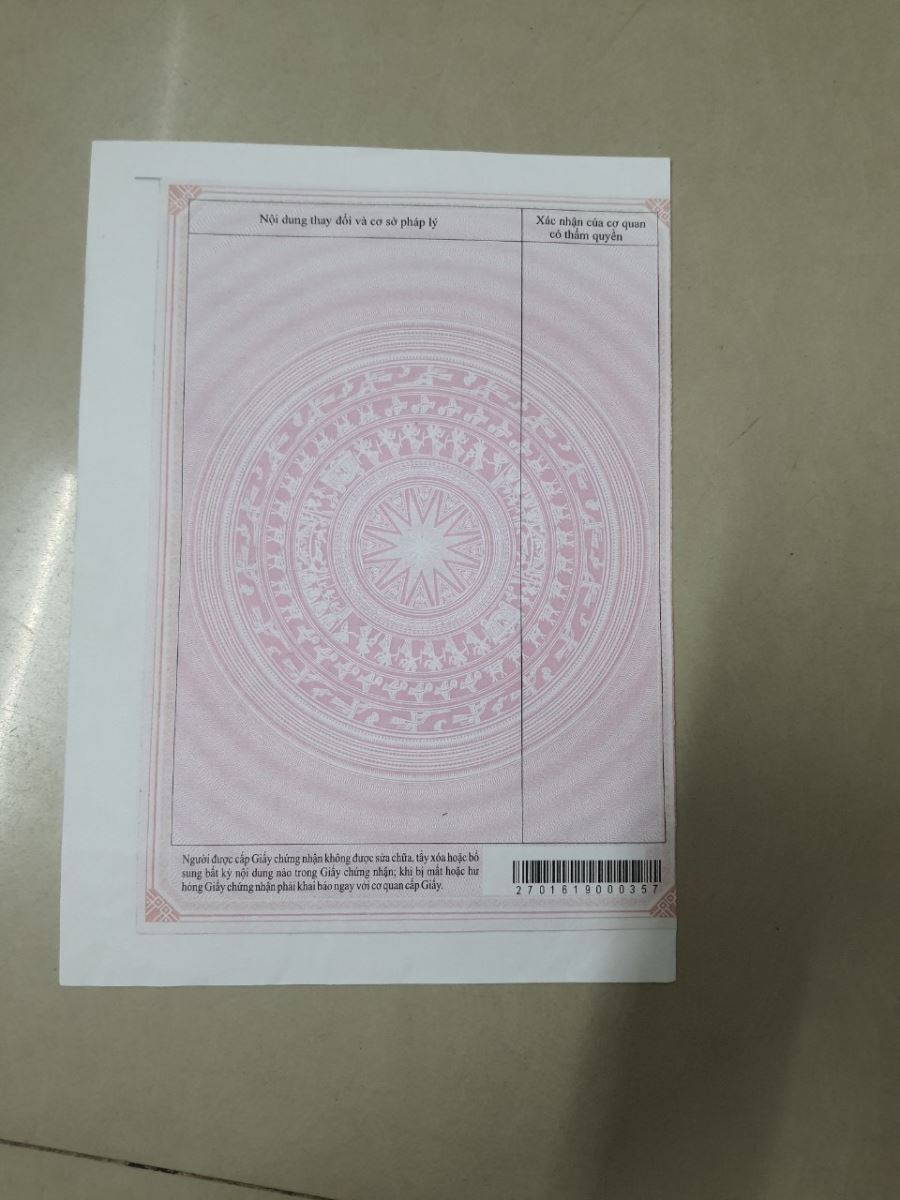 Nội dung thay đổi và cơ sở pháp lý
Xác nhận của cơ quan
có thẩm quyền
Người được cấp Giấy chứng nhận không được sửa chữa, tẩy xóa hoặc bổ
sung bất kỳ nội dung nào trong Giấy chứng nhận; khi bị mất hoặc hư
hỏng Giấy chứng nhận phải khai báo ngay với cơ quan cấp Giấy.
2701619000357